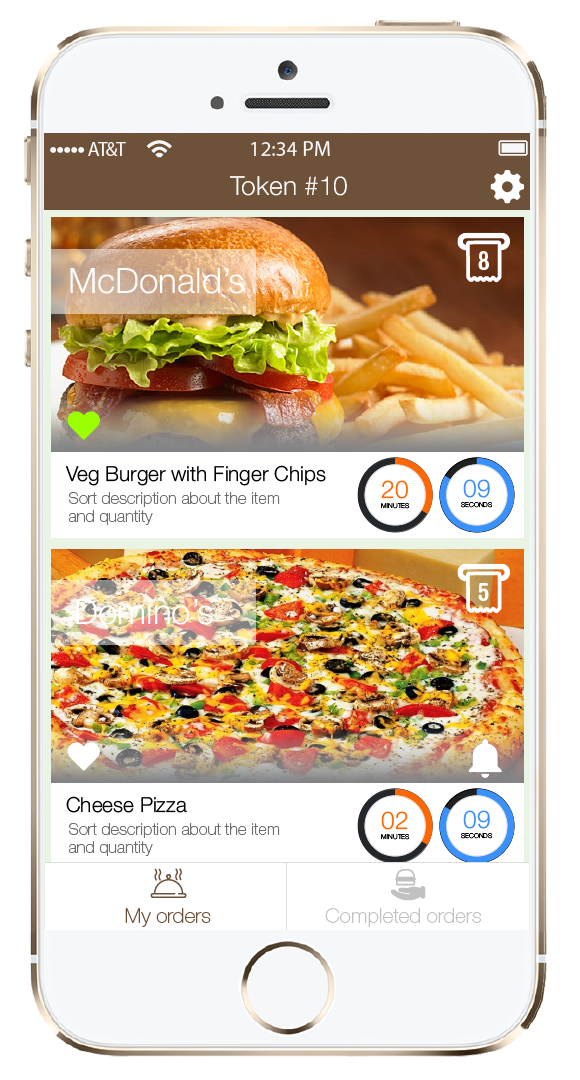 AT&T 12:34 PM
Token #10
8
McDonald's
Veg Burger with Finger Chips
Sort description about the item
and quantity
20
MINUTES
09
SECONDS
5
Domino's
Cheese Pizza
Sort description about the item
and quantity
02
MINUTES
09
SECONDS
My orders
Completed orders